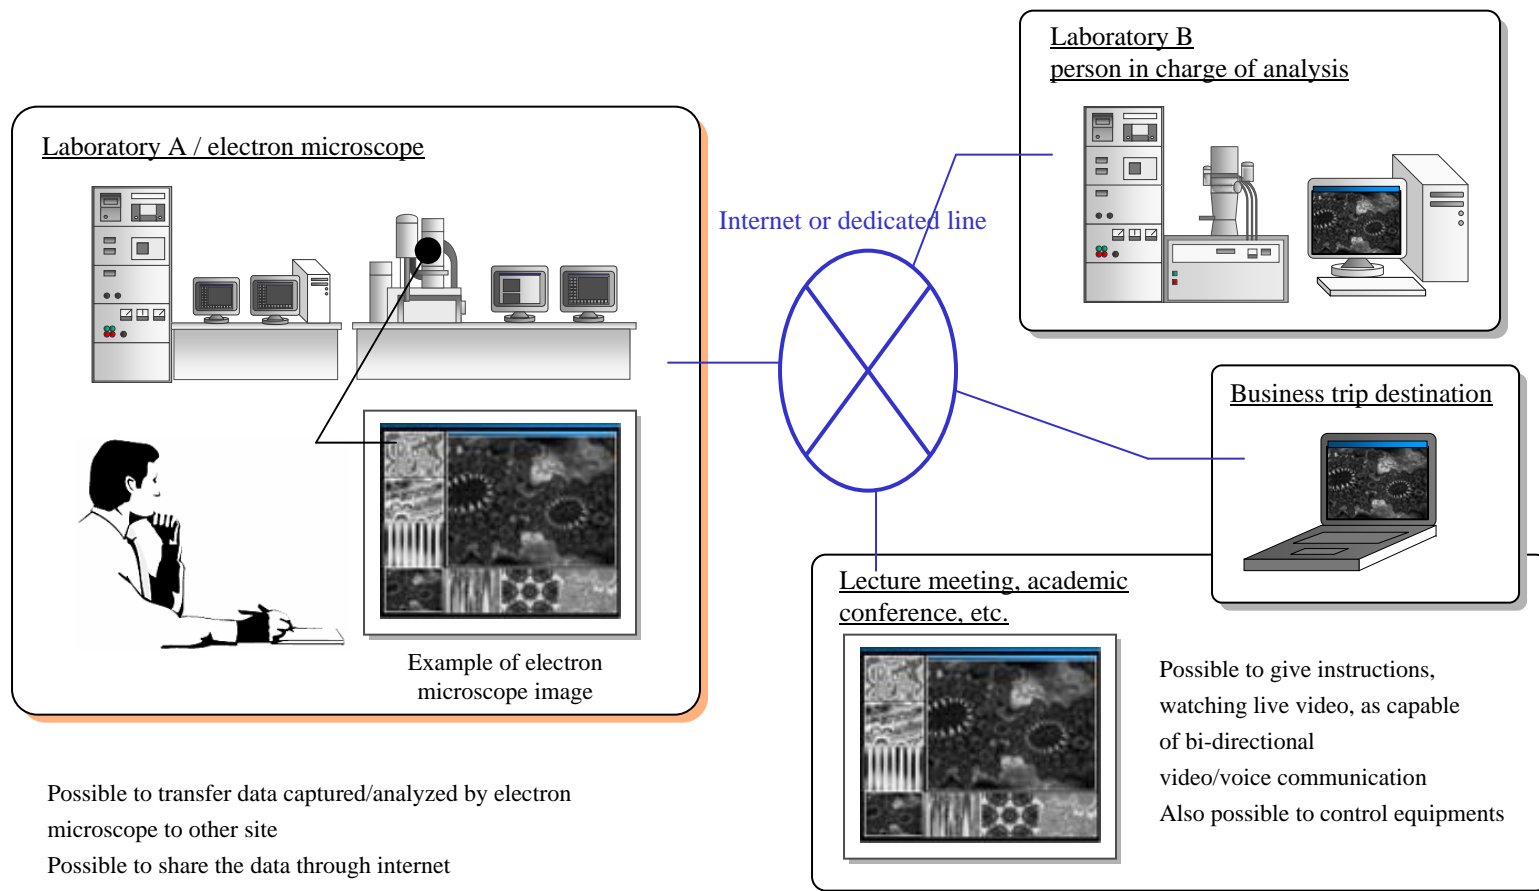 Laboratory A / electron microscope
Example of electron
microscope image
Possible to transfer data captured/analyzed by electron
microscope to other site
Possible to share the data through internet
Internet or dedicated line
Laboratory B
person in charge of analysis
Business trip destination
Lecture meeting, academic
conference, etc.
Possible to give instructions,
watching live video, as capable
of bi-directional
video/voice communication
Also possible to control equipments